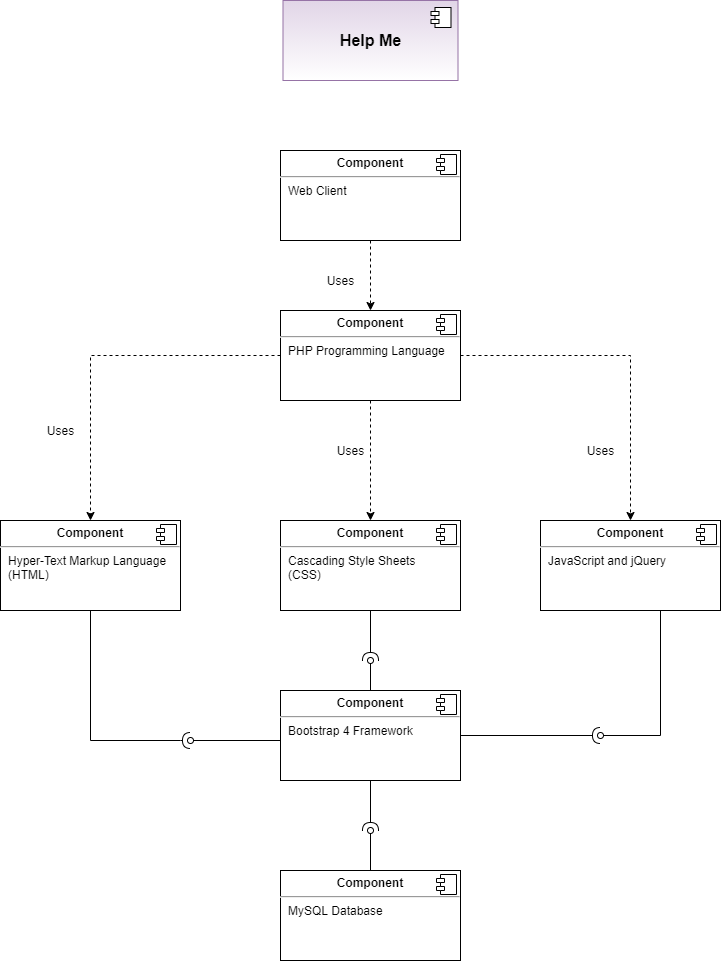 Help Me
Component
Web Client
Uses
Component
PHP Programming Language
Uses
Uses
Uses
Component
Hyper-Text Markup Language
(HTML)
Component
Cascading Style Sheets
(CSS)
Component
JavaScript and jQuery
Component
Bootstrap 4 Framework
Component
MySQL Database